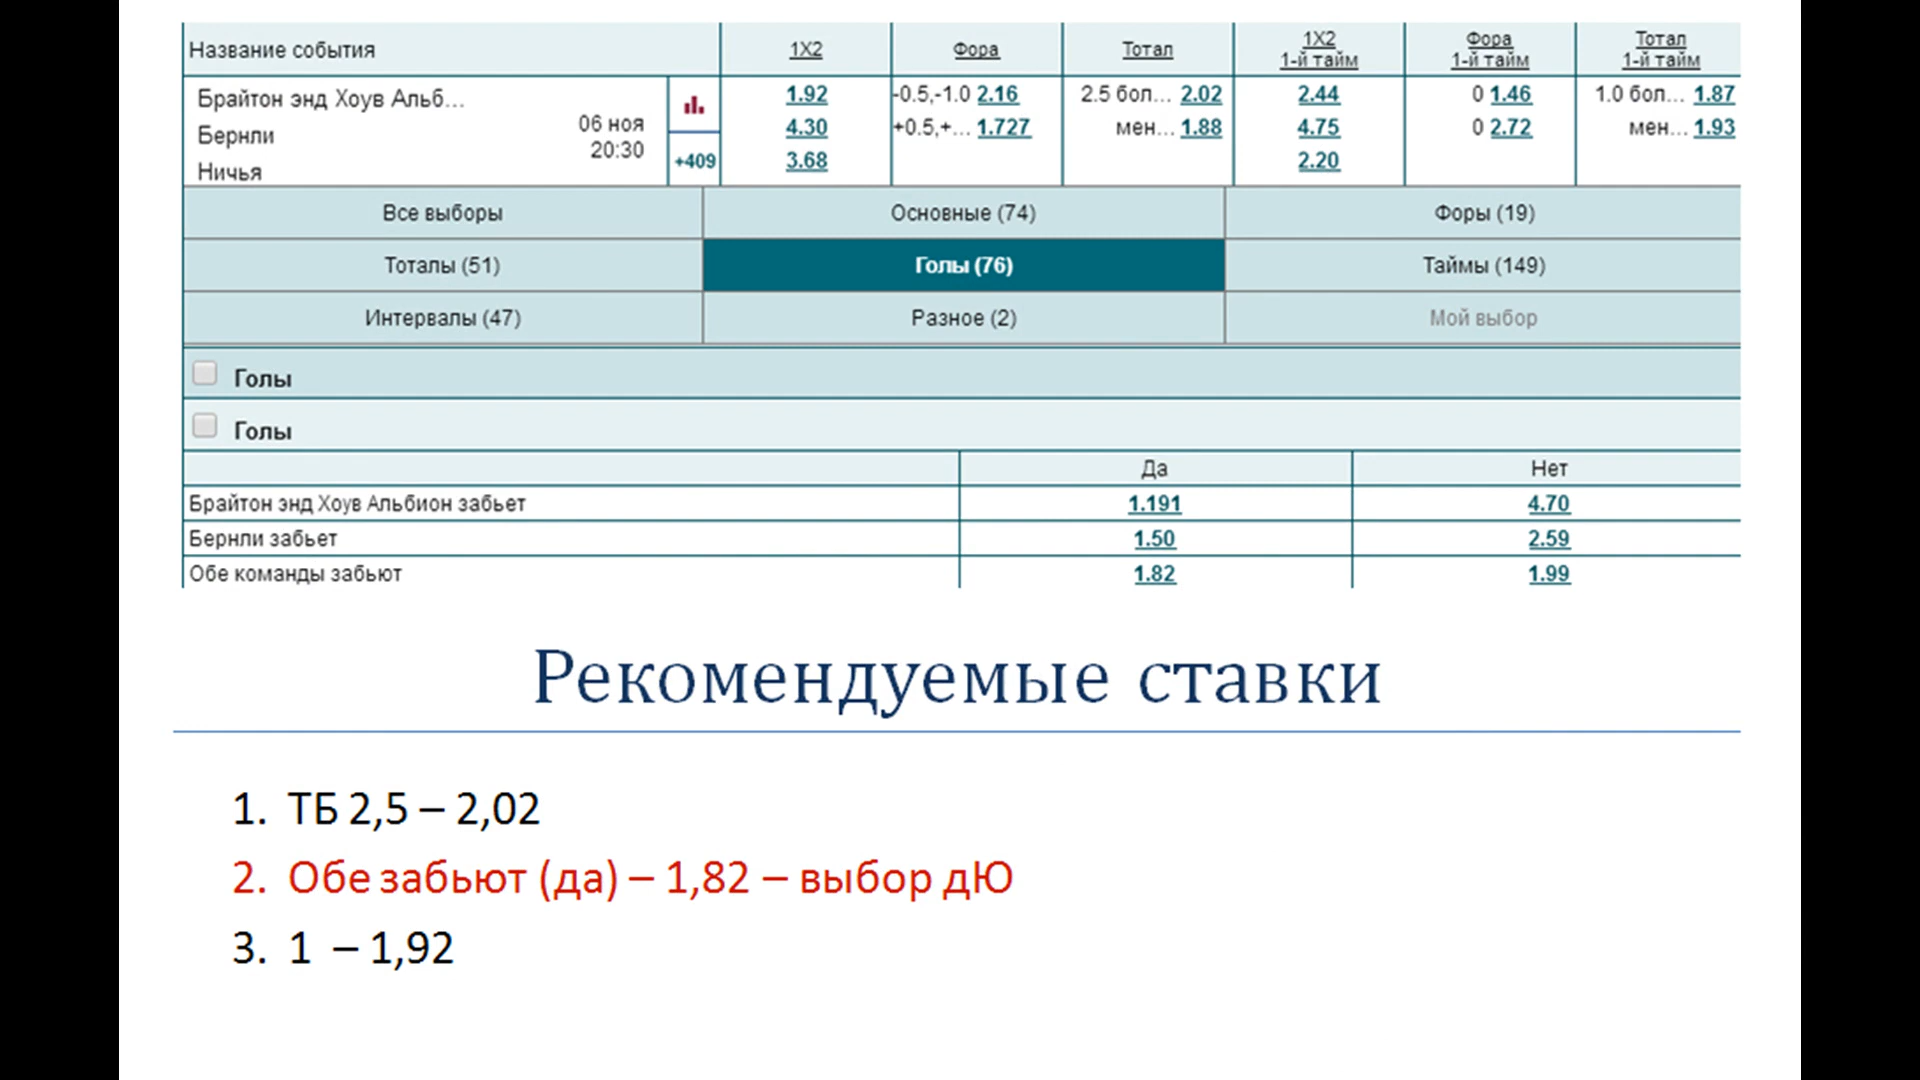 Название события 1X2 Фора Тотал 1X2 1-й тайм Фора 1-й тайм Тотал 1-й тайм
Брайтон энд Хоув Альб... 1.92 -0.5,-1.0 2.16 2.5 бол... 2.02 2.44 0 1.46 1.0 бол... 1.87
Бернли 06 ноя 20:30 4.30 +0.5,+... 1.727 мен... 1.88 4.75 0 2.72 мен... 1.93
Ничья +409 3.68 2.20
Все выборы Основные (74) Форы (19)
Тоталы (51) Голы (76) Таймы (149)
Интервалы (47) Разное (2) Мой выбор
Голы
Голы
Да Нет
Брайтон энд Хоув Альбион забьет 1.191 4.70
Бернли забьет 1.50 2.59
Обе команды забьют 1.82 1.99
Рекомендуемые ставки
1. ТБ 2,5 – 2,02
2. Обе забьют (да) – 1,82 – выбор дЮ
3. 1 – 1,92